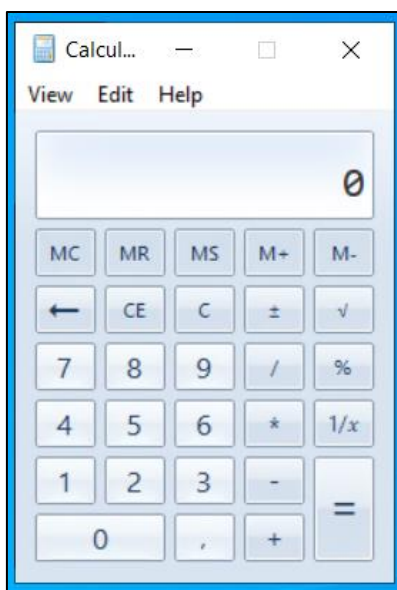 Calcul...
View Edit Help
0
MC MR MS M+ M-
← CE C ± √
7 8 9 / %
4 5 6 * 1/x
1 2 3 -
=
0 , +